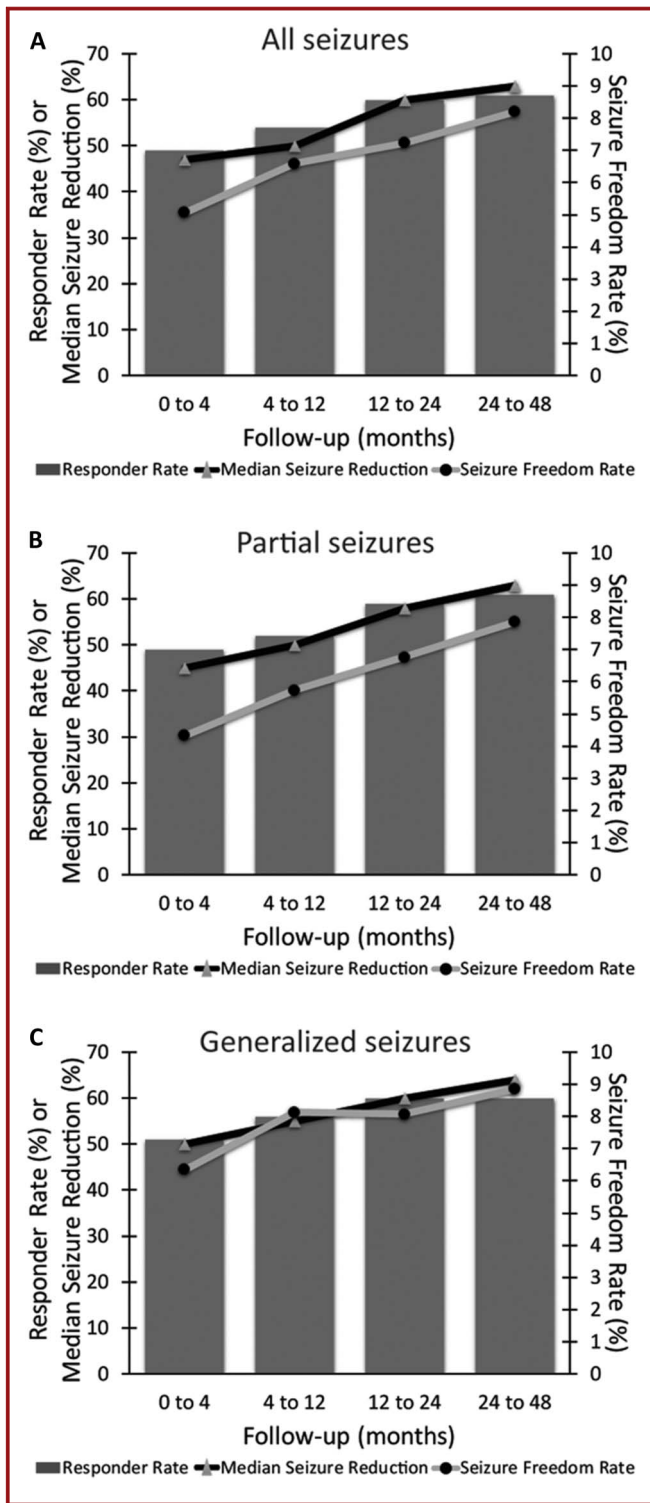 A
All seizures
Responder Rate (%) or
Median Seizure Reduction (%)
70
60
50
40
30
20
10
0
10
9
8
7
6
5
4
3
2
1
0
Seizure Freedom Rate (%)
0 to 4 4 to 12 12 to 24 24 to 48
Follow-up (months)
Responder Rate Median Seizure Reduction Seizure Freedom Rate
B
Partial seizures
Responder Rate (%) or
Median Seizure Reduction (%)
70
60
50
40
30
20
10
0
10
9
8
7
6
5
4
3
2
1
0
Seizure Freedom Rate (%)
0 to 4 4 to 12 12 to 24 24 to 48
Follow-up (months)
Responder Rate Median Seizure Reduction Seizure Freedom Rate
C
Generalized seizures
Responder Rate (%) or
Median Seizure Reduction (%)
70
60
50
40
30
20
10
0
10
9
8
7
6
5
4
3
2
1
0
Seizure Freedom Rate (%)
0 to 4 4 to 12 12 to 24 24 to 48
Follow-up (months)
Responder Rate Median Seizure Reduction Seizure Freedom Rate